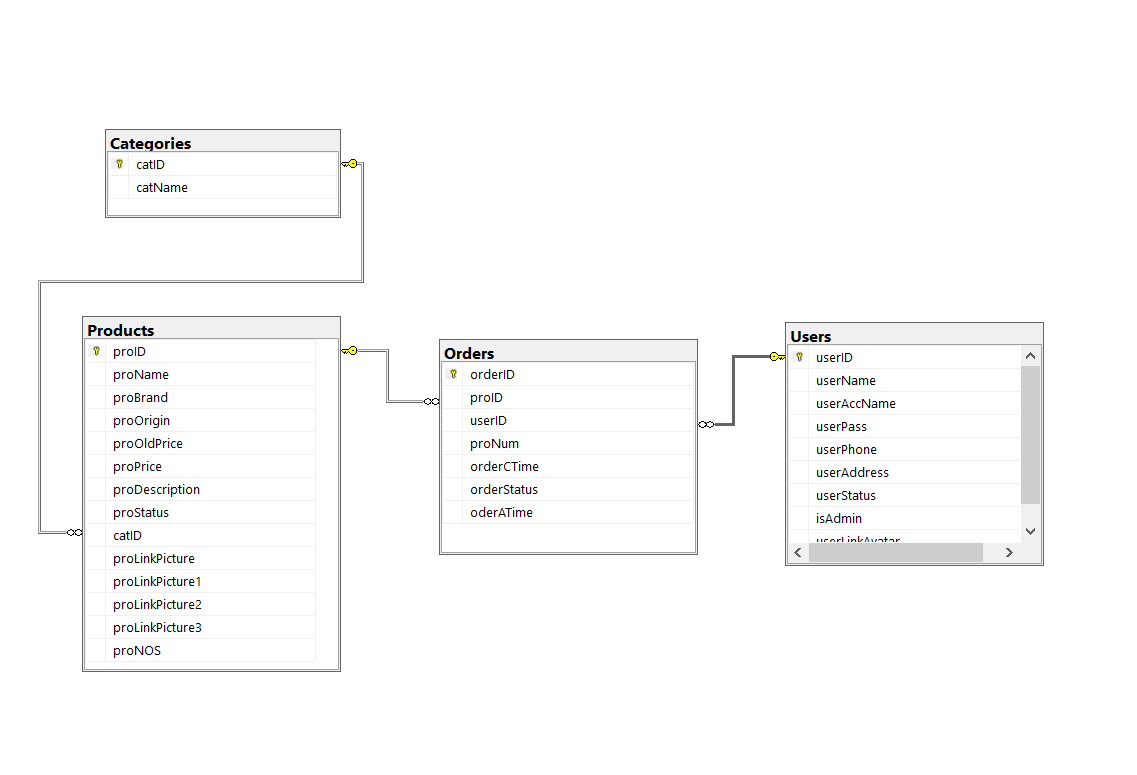 Categories
catID
catName
Products
proID
proName
proBrand
proOrigin
proOldPrice
proPrice
proDescription
proStatus
catID
proLinkPicture
proLinkPicture1
proLinkPicture2
proLinkPicture3
proNOS
Orders
orderID
proID
userID
proNum
orderCTime
orderStatus
oderATime
Users
userID
userName
userAccName
userPass
userPhone
userAddress
userStatus
isAdmin
userLinkAvatar